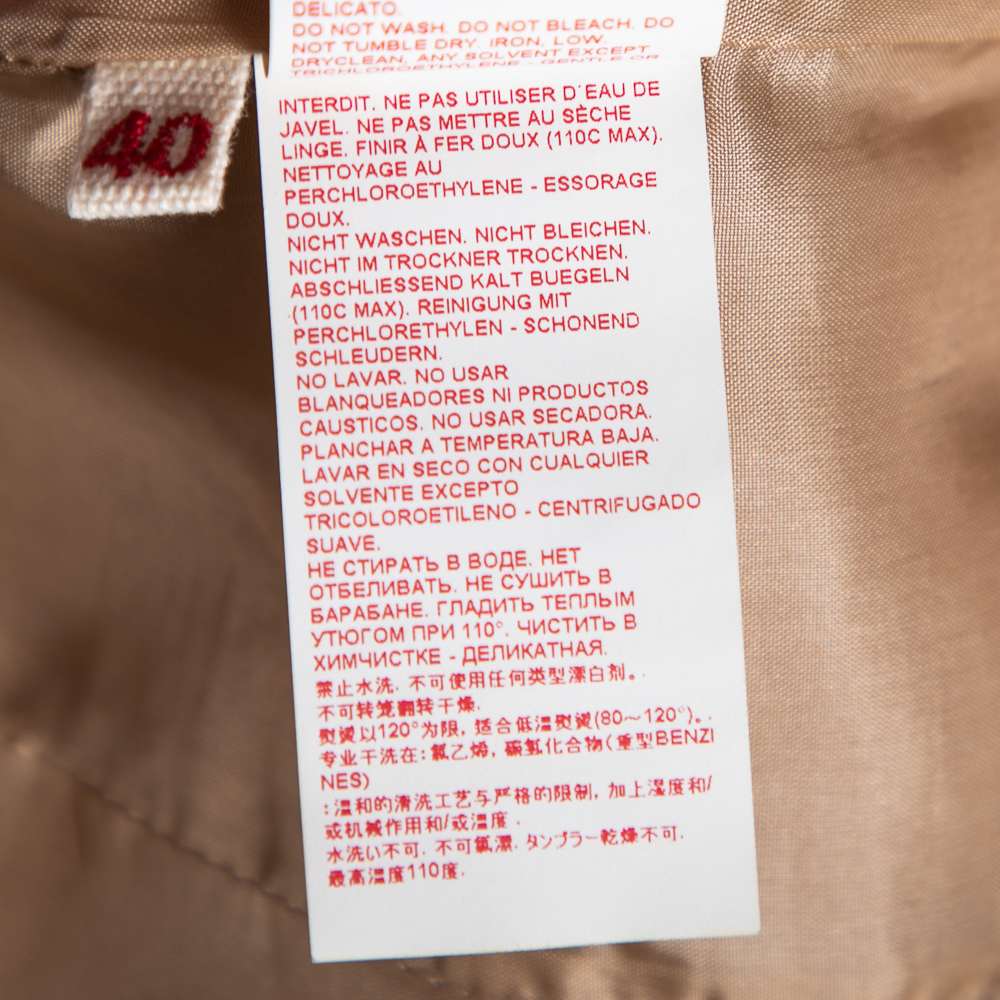 DELICATO.
DO NOT WASH. DO NOT BLEACH. DO
NOT TUMBLE DRY. IRON, LOW,
DRYCLEAN, ANY SOLVENT EXCEPT
TRICHLOROETHYLENE - GENTLE OR
40
INTERDIT. NE PAS UTILISER D'EAU DE
JAVEL. NE PAS METTRE AU SÈCHE
LINGE. FINIR À FER DOUX (110C MAX).
NETTOYAGE AU
PERCHLOROETHYLENE - ESSORAGE
DOUX.
NICHT WASCHEN. NICHT BLEICHEN.
NICHT IM TROCKNER TROCKNEN.
ABSCHLIESSEND KALT BUEGELN
(110C MAX). REINIGUNG MIT
PERCHLORETHYLEN - SCHONEND
SCHLEUDERN.
NO LAVAR. NO USAR
BLANQUEADORES NI PRODUCTOS
CAUSTICOS. NO USAR SECADORA.
PLANCHAR A TEMPERATURA BAJA.
LAVAR EN SECO CON CUALQUIER
SOLVENTE EXCEPTO
TRICOLOROETILENO - CENTRIFUGADO
SUAVE.
НЕ СТИРАТЬ В ВОДЕ. НЕТ
ОТБЕЛИВАТЬ. НЕ СУШИТЬ В
БАРАБАНЕ. ГЛАДИТЬ ТЕПЛЫМ
УТЮГОМ ПРИ 110°. ЧИСТИТЬ В
ХИМЧИСТКЕ - ДЕЛИКАТНАЯ.
禁止水洗. 不可使用任何类型漂白剂。.
不可转笼翻转干燥.
熨烫以120°为限, 适合低温熨烫(80～120°)。.
专业干洗在: 氯乙烯, 碳氢化合物(重型BENZI
NES)
:温和的清洗工艺与严格的限制, 加上湿度和/
或机械作用和/或温度 .
水洗い不可. 不可氯漂. タンブラー乾燥不可.
最高温度110度.